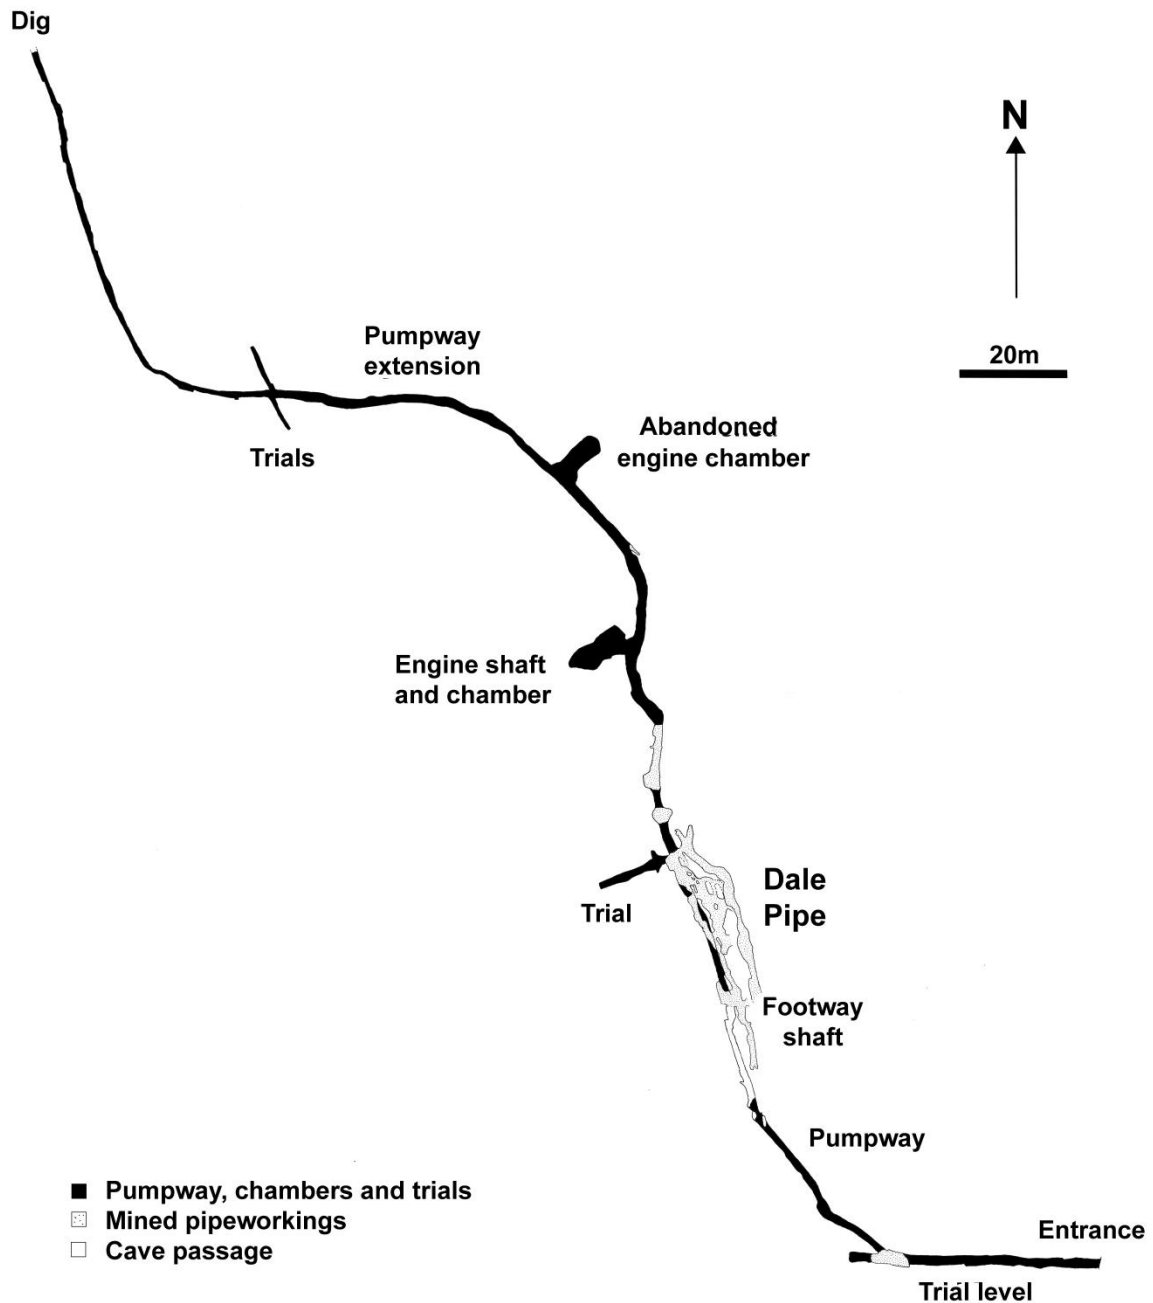 Dig
N
20m
Pumpway
extension
Trials
Abandoned
engine chamber
Engine shaft
and chamber
Dale
Pipe
Trial
Footway
shaft
Pumpway
Pumpway, chambers and trials
Mined pipeworkings
Cave passage
Entrance
Trial level